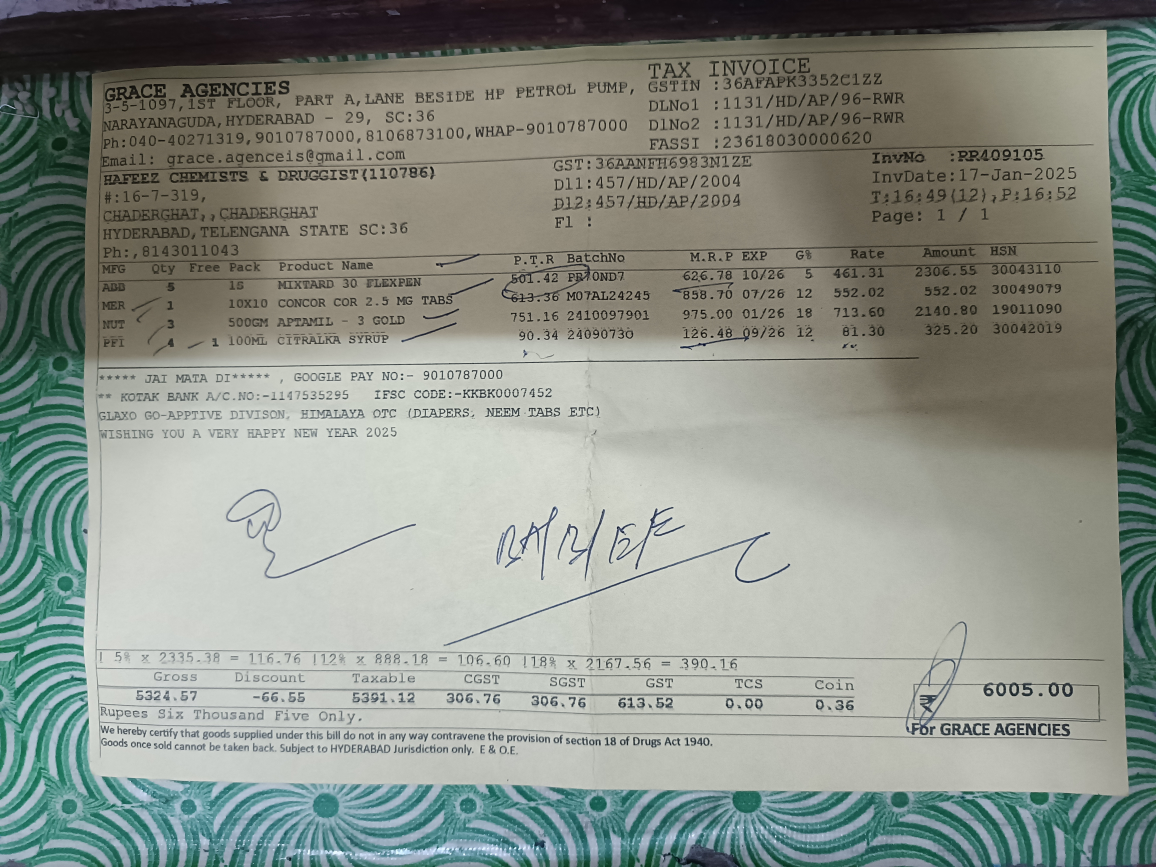 GRACE AGENCIES
3-5-1097,1ST FLOOR, PART A,LANE BESIDE HP PETROL PUMP,
NARAYANAGUDA,HYDERABAD - 29, SC:36
Ph:040-40271319,9010787000,8106873100,WHAP-9010787000
Email: grace.agenceis@gmail.com
TAX INVOICE
GSTIN :36AFAPK3352C1ZZ
DLNo1 :1131/HD/AP/96-RWR
DlNo2 :1131/HD/AP/96-RWR
FASSI :23618030000620
HAFEEZ CHEMISTS & DRUGGIST(110786)
#:16-7-319,
CHADERGHAT,,CHADERGHAT
HYDERABAD,TELENGANA STATE SC:36
Ph:,8143011043
GST:36AANFH6983N1ZE
Dl1:457/HD/AP/2004
Dl2:457/HD/AP/2004
Fl :
InvNo :RR409105
InvDate:17-Jan-2025
T:16:49(12),P:16:52
Page: 1 / 1
MFG Qty Free Pack Product Name P.T.R BatchNo M.R.P EXP G% Rate Amount HSN
ABB 5 1S MIXTARD 30 FLEXPEN 501.42 626.78 10/26 5 461.31 2306.55 30043110
MER 1 10X10 CONCOR COR 2.5 MG TABS 613.36 M07AL24245 858.70 07/26 12 552.02 552.02 30049079
NUT 3 500GM APTAMIL - 3 GOLD 751.16 2410097901 975.00 01/26 18 713.60 2140.80 19011090
PFI 4 1 100ML CITRALKA SYRUP 90.34 24090730 126.48 09/26 12 81.30 325.20 30042019
***** JAI MATA DI***** , GOOGLE PAY NO:- 9010787000
** KOTAK BANK A/C.NO:-1147535295 IFSC CODE:-KKBK0007452
GLAXO GO-APPTIVE DIVISON, HIMALAYA OTC (DIAPERS, NEEM TABS ETC)
WISHING YOU A VERY HAPPY NEW YEAR 2025
| 5% x 2335.38 = 116.76 |12% x 888.18 = 106.60 |18% x 2167.56 = 390.16
Gross Discount Taxable CGST SGST GST TCS Coin
5324.57 -66.55 5391.12 306.76 306.76 613.52 0.00 0.36
6005.00
Rupees Six Thousand Five Only.
For GRACE AGENCIES
We hereby certify that goods supplied under this bill do not in any way contravene the provision of section 18 of Drugs Act 1940.
Goods once sold cannot be taken back. Subject to HYDERABAD Jurisdiction only. E & O.E.